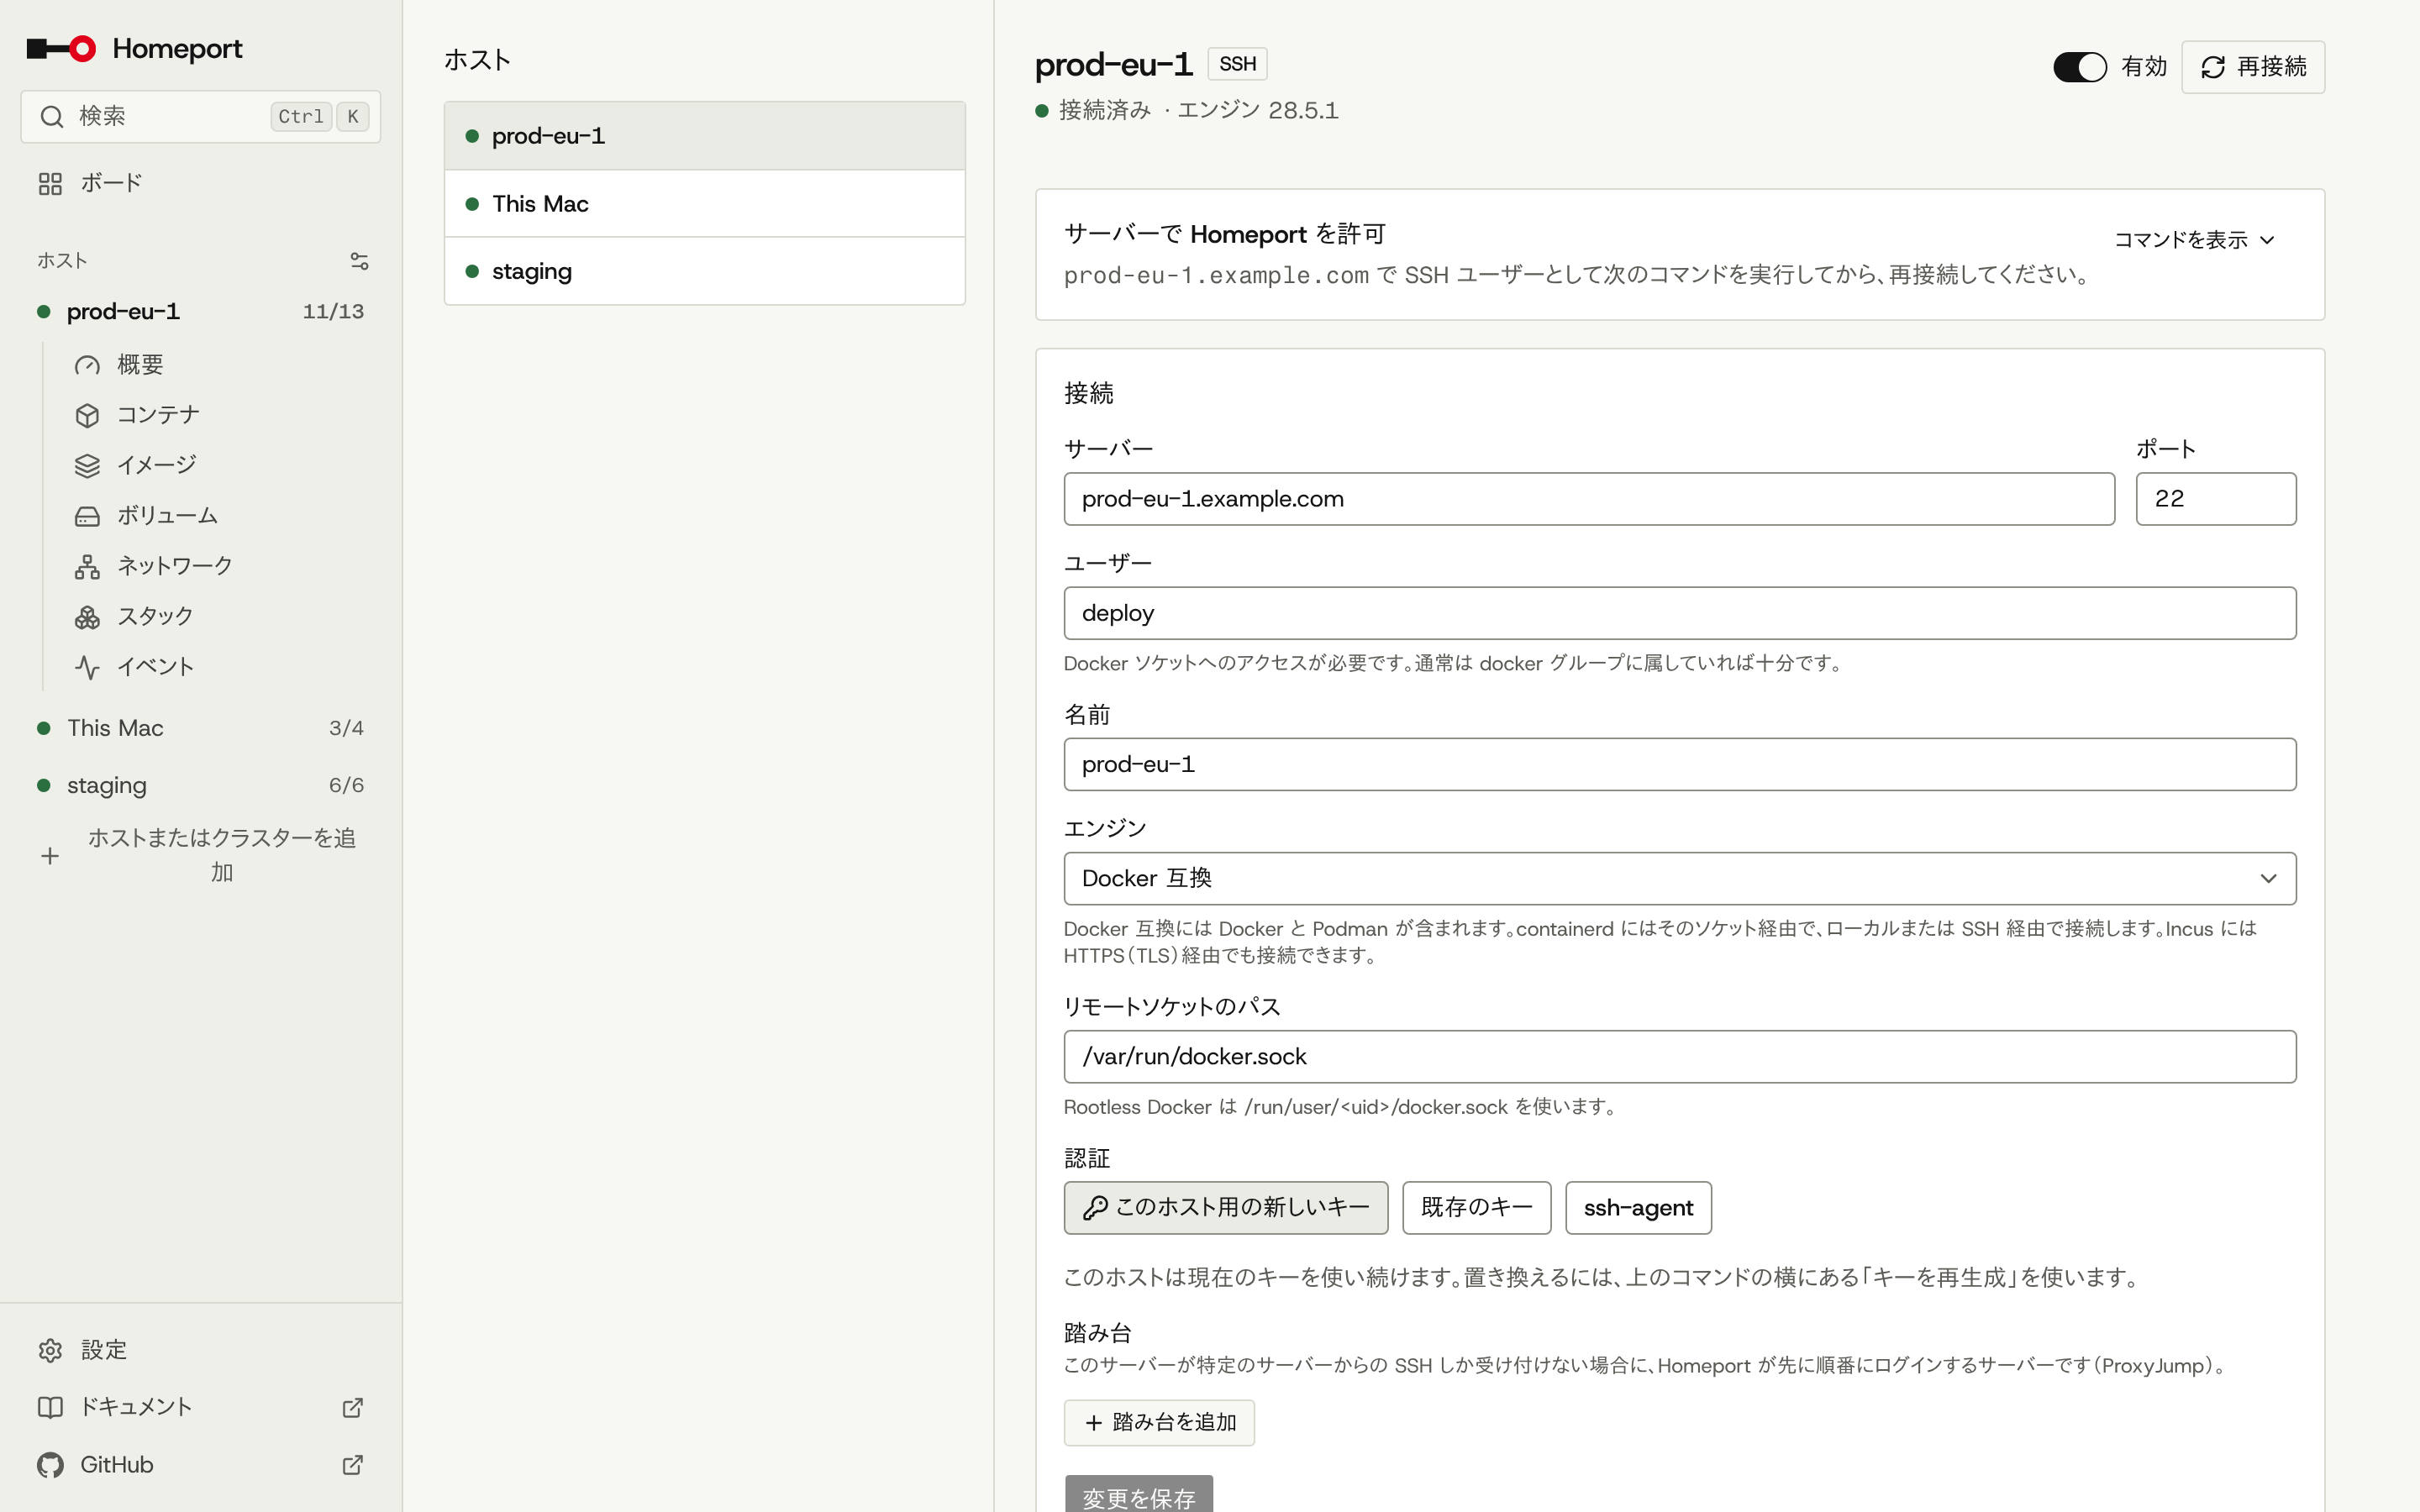 Homeport
検索 Ctrl K
ボード
ホスト
prod-eu-1 11/13
概要
コンテナ
イメージ
ボリューム
ネットワーク
スタック
イベント
This Mac 3/4
staging 6/6
ホストまたはクラスターを追
加
設定
ドキュメント
GitHub
ホスト
prod-eu-1
This Mac
staging
prod-eu-1 SSH
有効 再接続
接続済み · エンジン 28.5.1
サーバーで Homeport を許可
コマンドを表示
prod-eu-1.example.com で SSH ユーザーとして次のコマンドを実行してから、再接続してください。
接続
サーバー ポート
prod-eu-1.example.com 22
ユーザー
deploy
Docker ソケットへのアクセスが必要です。通常は docker グループに属していれば十分です。
名前
prod-eu-1
エンジン
Docker 互換
Docker 互換には Docker と Podman が含まれます。containerd にはそのソケット経由で、ローカルまたは SSH 経由で接続します。Incus には
HTTPS（TLS）経由でも接続できます。
リモートソケットのパス
/var/run/docker.sock
Rootless Docker は /run/user/<uid>/docker.sock を使います。
認証
このホスト用の新しいキー 既存のキー ssh-agent
このホストは現在のキーを使い続けます。置き換えるには、上のコマンドの横にある「キーを再生成」を使います。
踏み台
このサーバーが特定のサーバーからの SSH しか受け付けない場合に、Homeport が先に順番にログインするサーバーです（ProxyJump）。
踏み台を追加
変更を保存